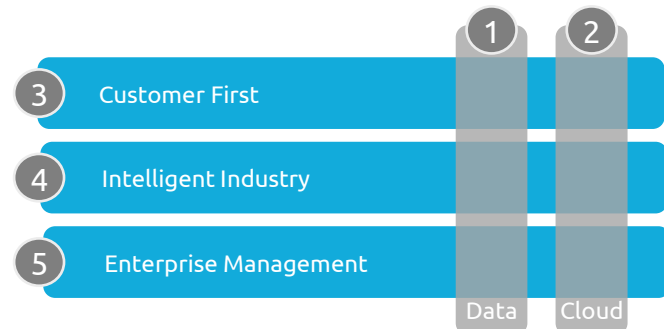 1
2
3
Customer First
4
Intelligent Industry
5
Enterprise Management
Data
Cloud